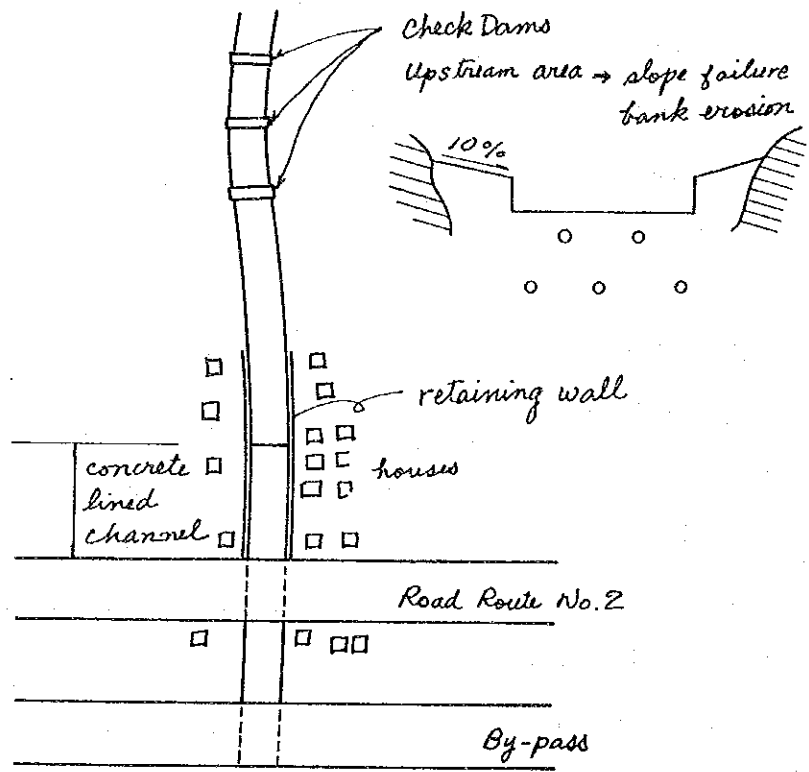 Check Dams
Upstream area → slope failure
bank erosion
10%
retaining wall
concrete
lined
channel
houses
Road Route No.2
By-pass